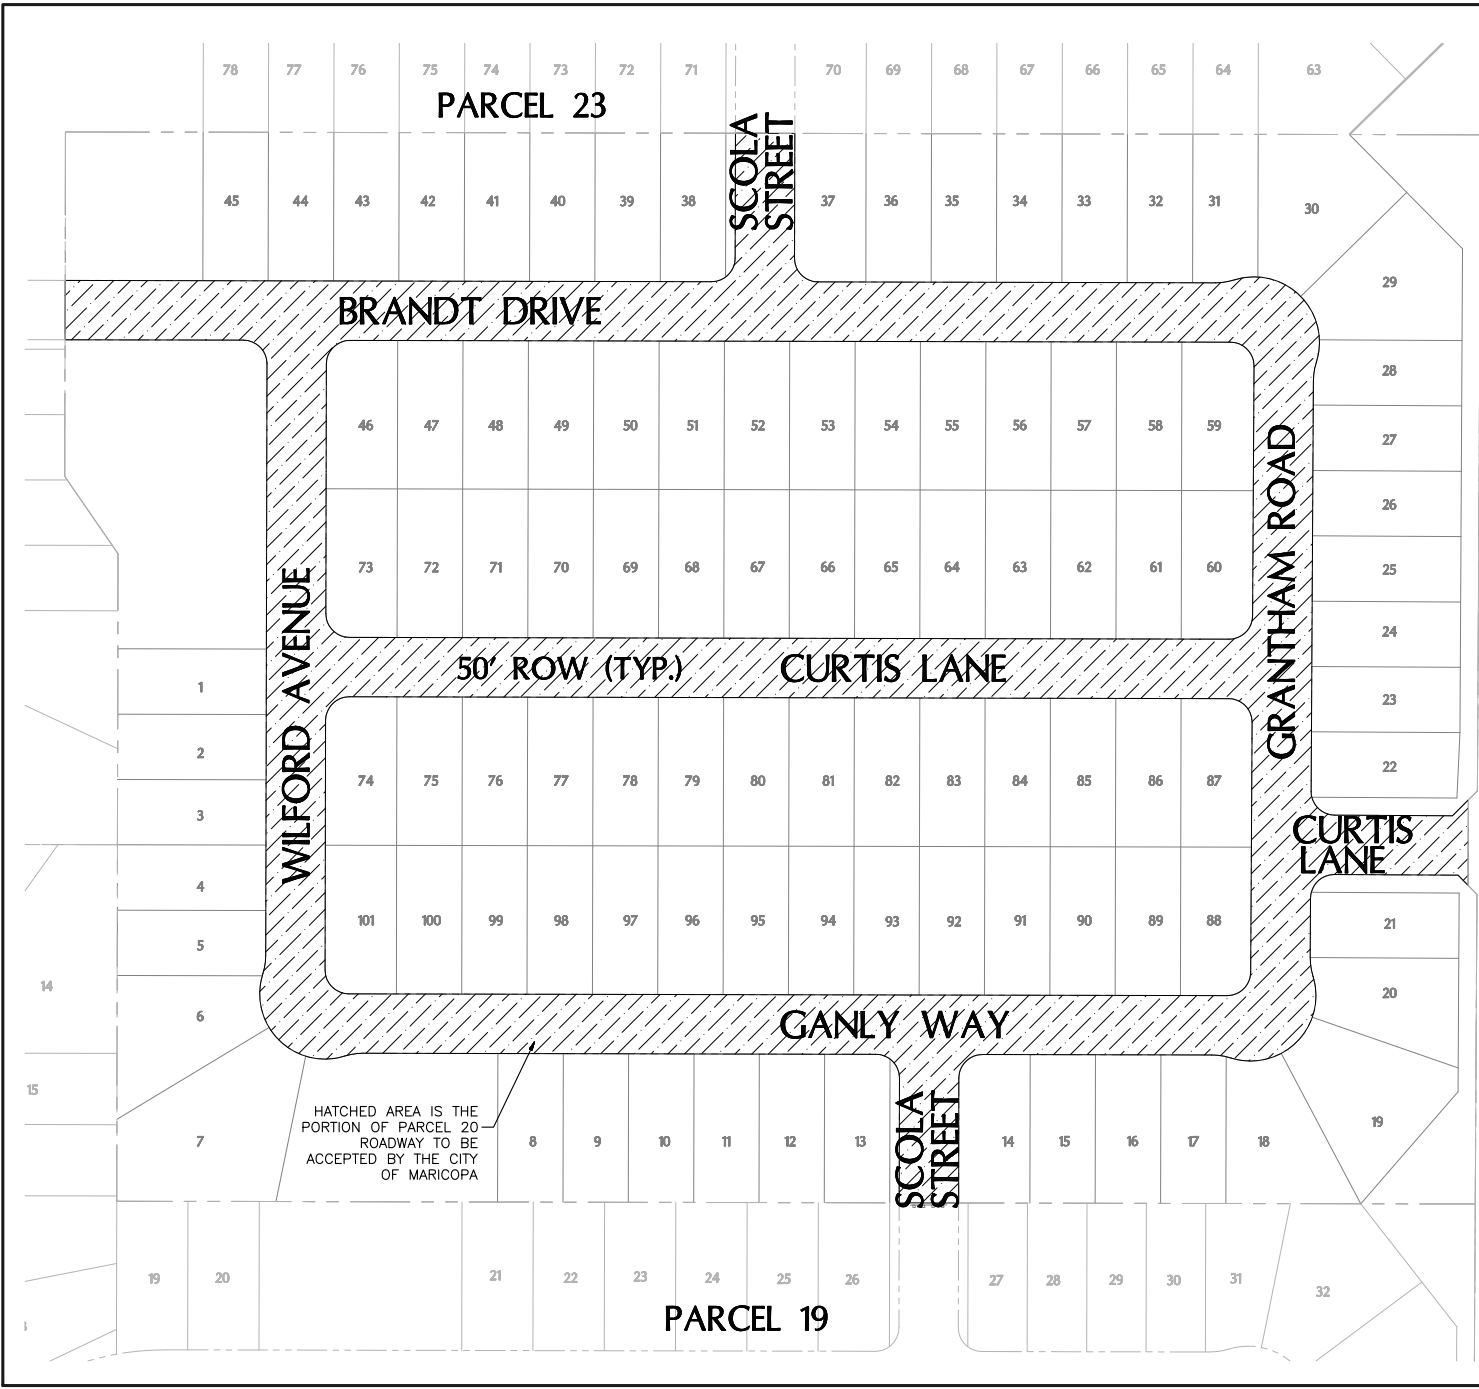 78 77 76 75 74 73 72 71 70 69 68 67 66 65 64 63
PARCEL 23
SCOLA
STREET
45 44 43 42 41 40 39 38 37 36 35 34 33 32 31 30
29
BRANDT DRIVE
28
46 47 48 49 50 51 52 53 54 55 56 57 58 59
27
26
GRANTHAM ROAD
73 72 71 70 69 68 67 66 65 64 63 62 61 60
25
24
WILFORD AVENUE
50' ROW (TYP.)
CURTIS LANE
1
23
2
22
74 75 76 77 78 79 80 81 82 83 84 85 86 87
3
CURTIS
LANE
4
101 100 99 98 97 96 95 94 93 92 91 90 89 88
21
5
14
20
6
GANLY WAY
15
HATCHED AREA IS THE
PORTION OF PARCEL 20
ROADWAY TO BE
ACCEPTED BY THE CITY
OF MARICOPA
SCOLA
STREET
7 8 9 10 11 12 13 14 15 16 17 18 19
19 20 21 22 23 24 25 26 27 28 29 30 31 32
PARCEL 19